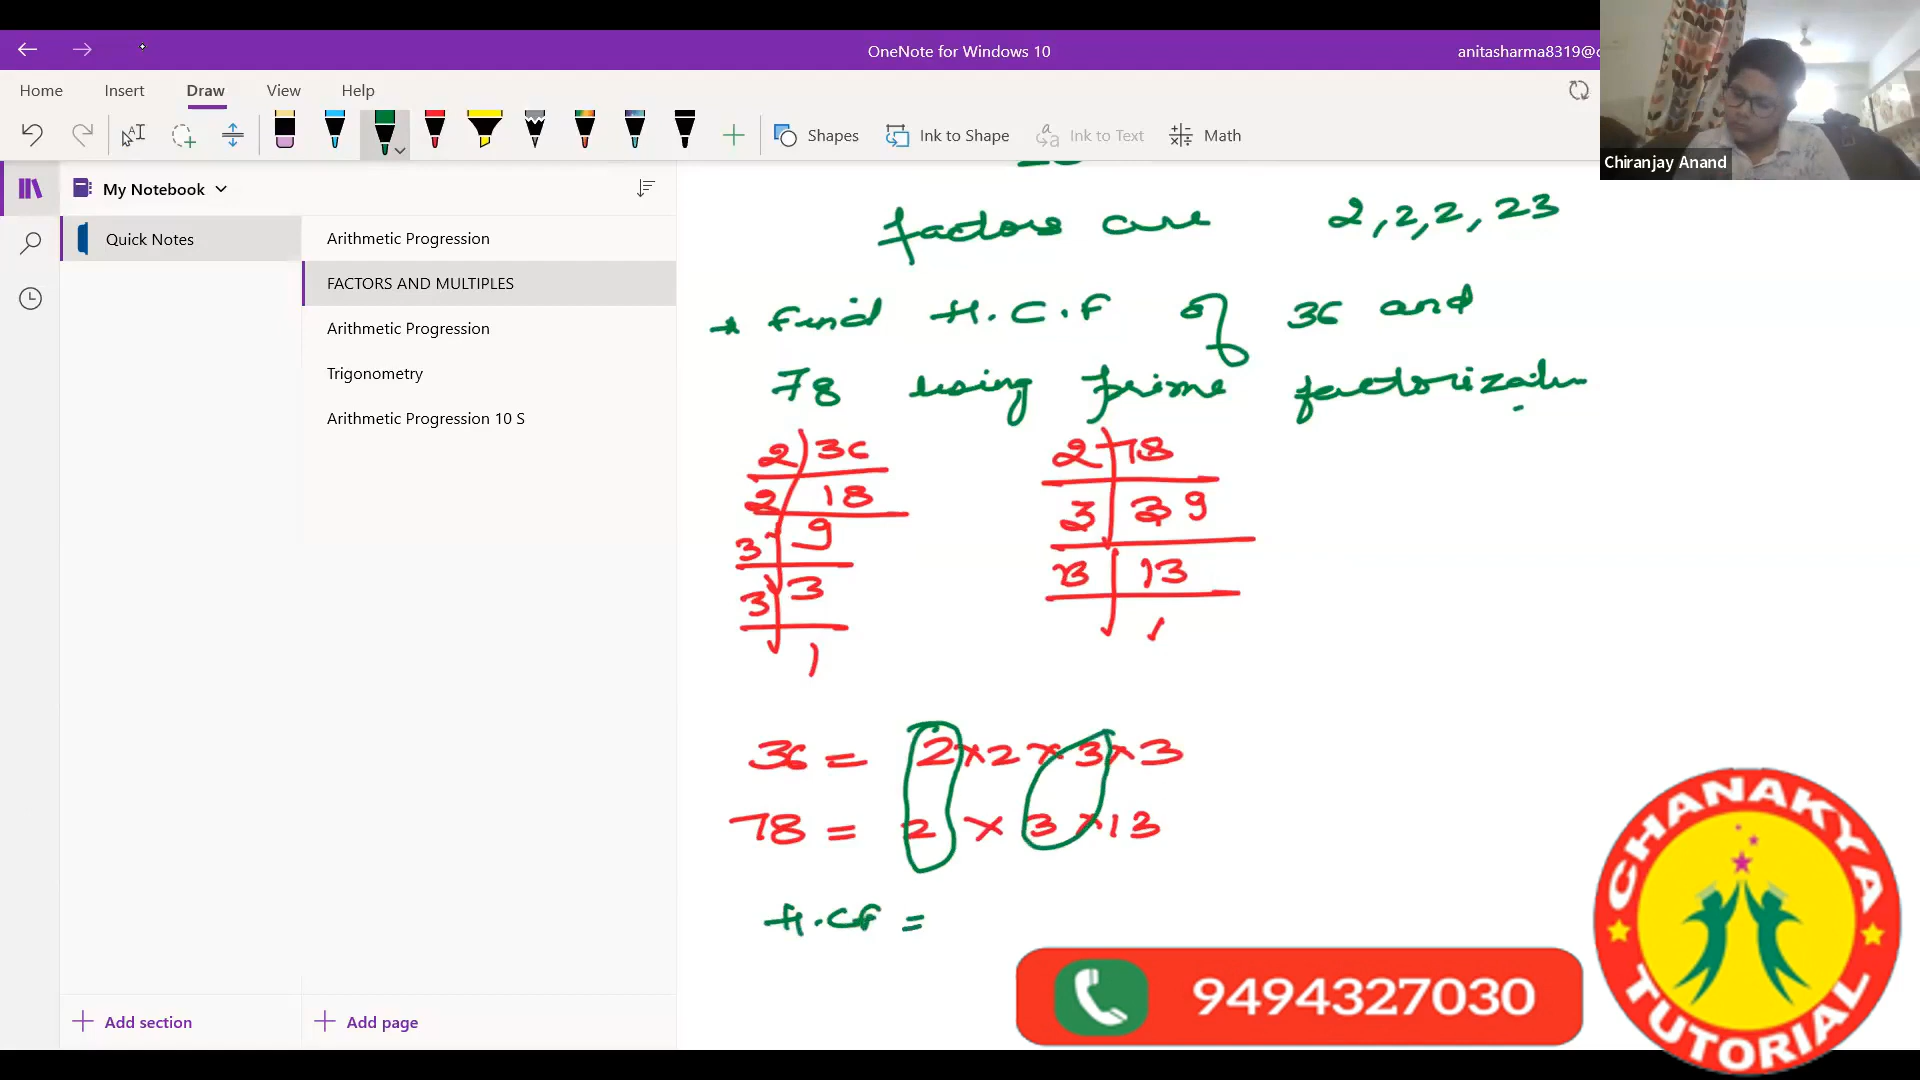 OneNote for Windows 10
anitasharma8319@
Home Insert Draw View Help
Shapes Ink to Shape Ink to Text Math
Chiranjay Anand
My Notebook
Quick Notes
Arithmetic Progression
FACTORS AND MULTIPLES
Arithmetic Progression
Trigonometry
Arithmetic Progression 10 S
factors are 2,2,2,23
* Find H.C.F of 36 and
78 using prime factorization
2 36
2 18
3 9
3 3
1
2 78
3 39
13 13
1
36 = 2×2×3×3
78 = 2 × 3 ×13
H.CF =
9494327030
CHANAKYA
TUTORIAL
Add section Add page